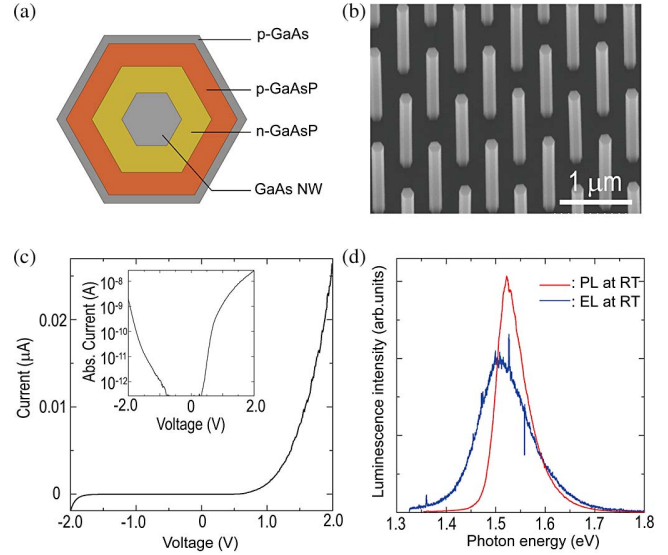 (a)
p-GaAs
p-GaAsP
n-GaAsP
GaAs NW
(b)
1 μm
(c)
Current (μA)
0.02
0.01
0
-2.0 -1.0 0 1.0 2.0
Voltage (V)
Abs. Current (A)
10-8
10-9
10-10
10-11
10-12
-2.0 0 2.0
Voltage (V)
(d)
: PL at RT
: EL at RT
Luminescence intensity (arb.units)
1.3 1.4 1.5 1.6 1.7 1.8
Photon energy (eV)